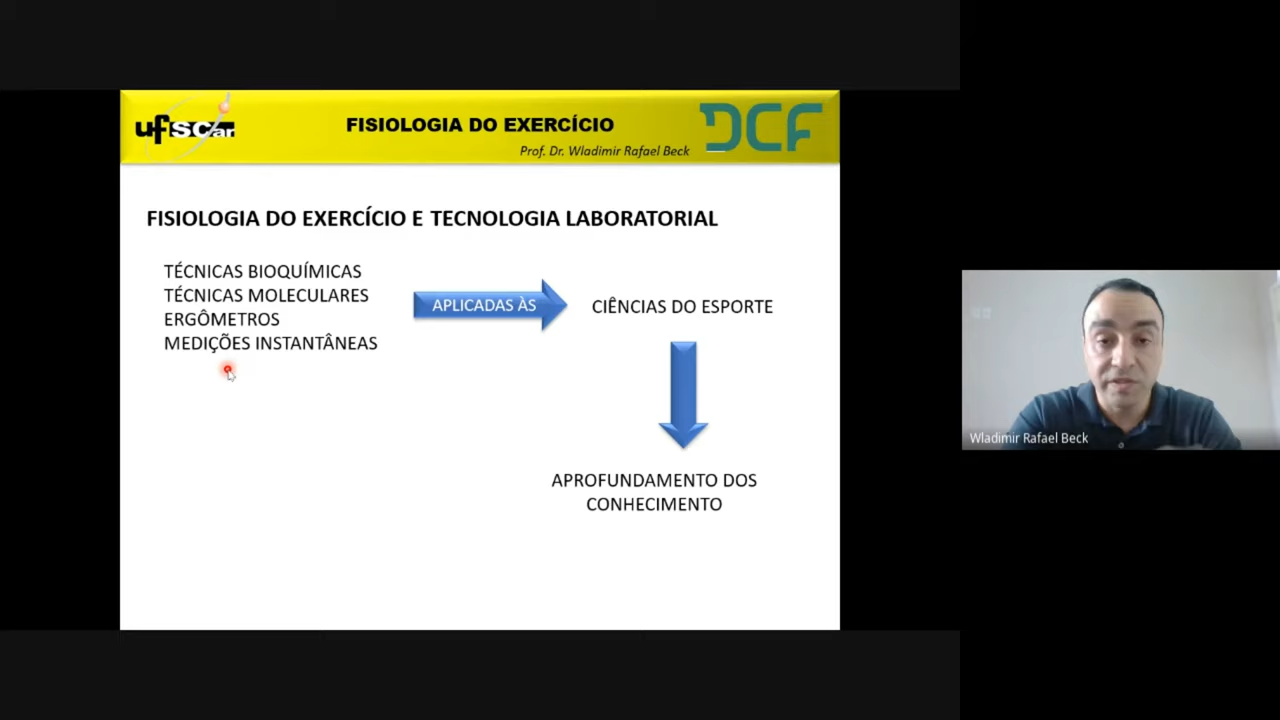 ufscar
FISIOLOGIA DO EXERCÍCIO
Prof. Dr. Wladimir Rafael Beck
DCF
FISIOLOGIA DO EXERCÍCIO E TECNOLOGIA LABORATORIAL
TÉCNICAS BIOQUÍMICAS
TÉCNICAS MOLECULARES
ERGÔMETROS
MEDIÇÕES INSTANTÂNEAS
APLICADAS ÀS
CIÊNCIAS DO ESPORTE
APROFUNDAMENTO DOS
CONHECIMENTO
Wladimir Rafael Beck